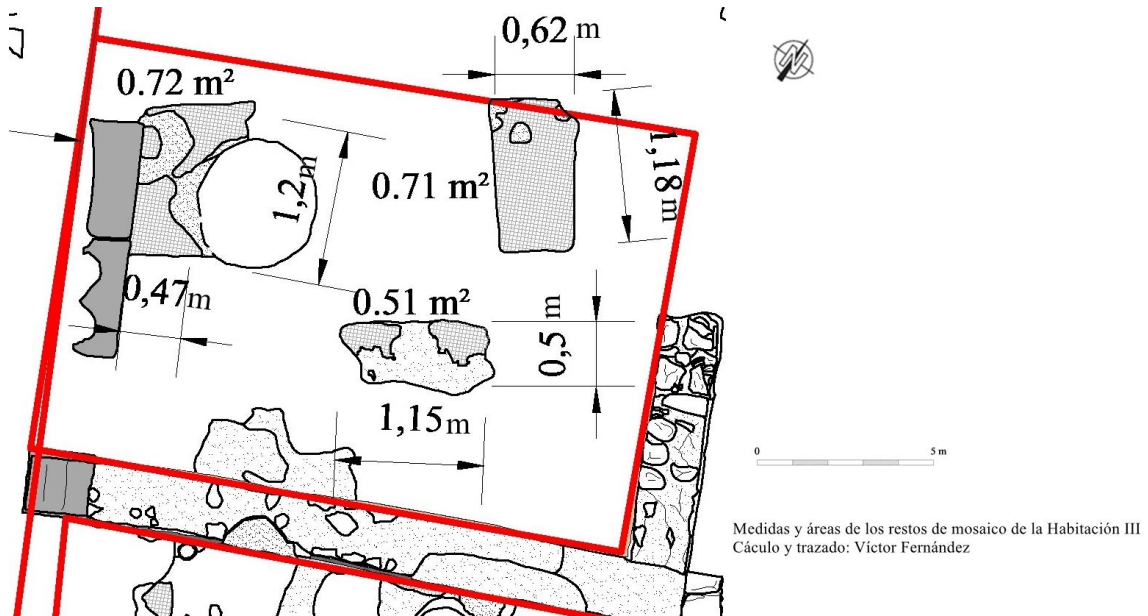 0,62 m
0.72 m²
1,2 m
0.71 m²
1,18 m
0,47m
0.51 m²
0,5 m
1,15 m
N
0 5 m
Medidas y áreas de los restos de mosaico de la Habitación III
Cáculo y trazado: Víctor Fernández